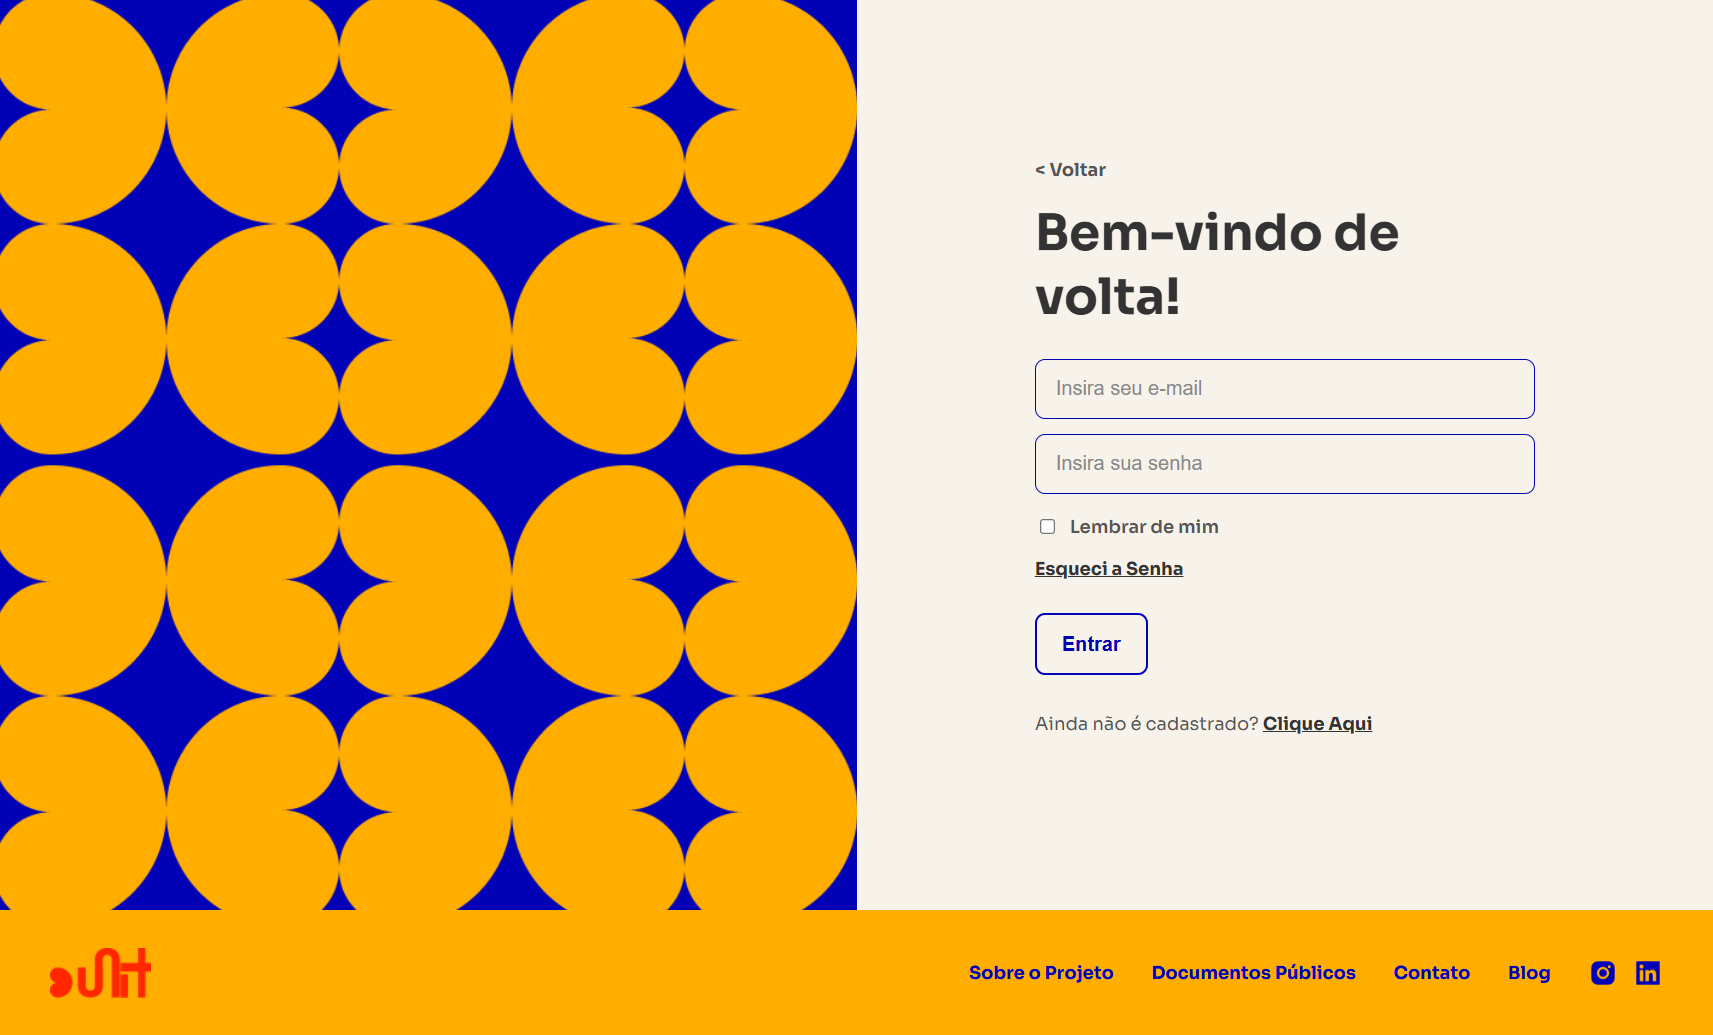 < Voltar
Bem-vindo de
volta!
Insira seu e-mail
Insira sua senha
Lembrar de mim
Esqueci a Senha
Entrar
Ainda não é cadastrado? Clique Aqui
Sobre o Projeto Documentos Públicos Contato Blog